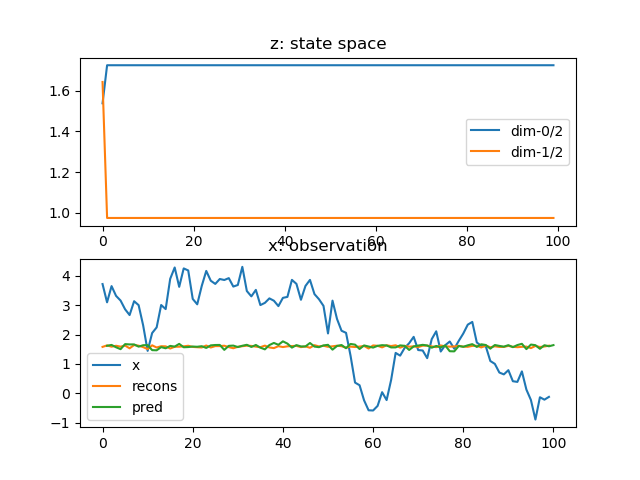 z: state space
1.6
1.4
1.2
1.0
dim-0/2
dim-1/2
0 20 40 60 80 100
x: observation
4
3
2
1
0
−1
x
recons
pred
0 20 40 60 80 100